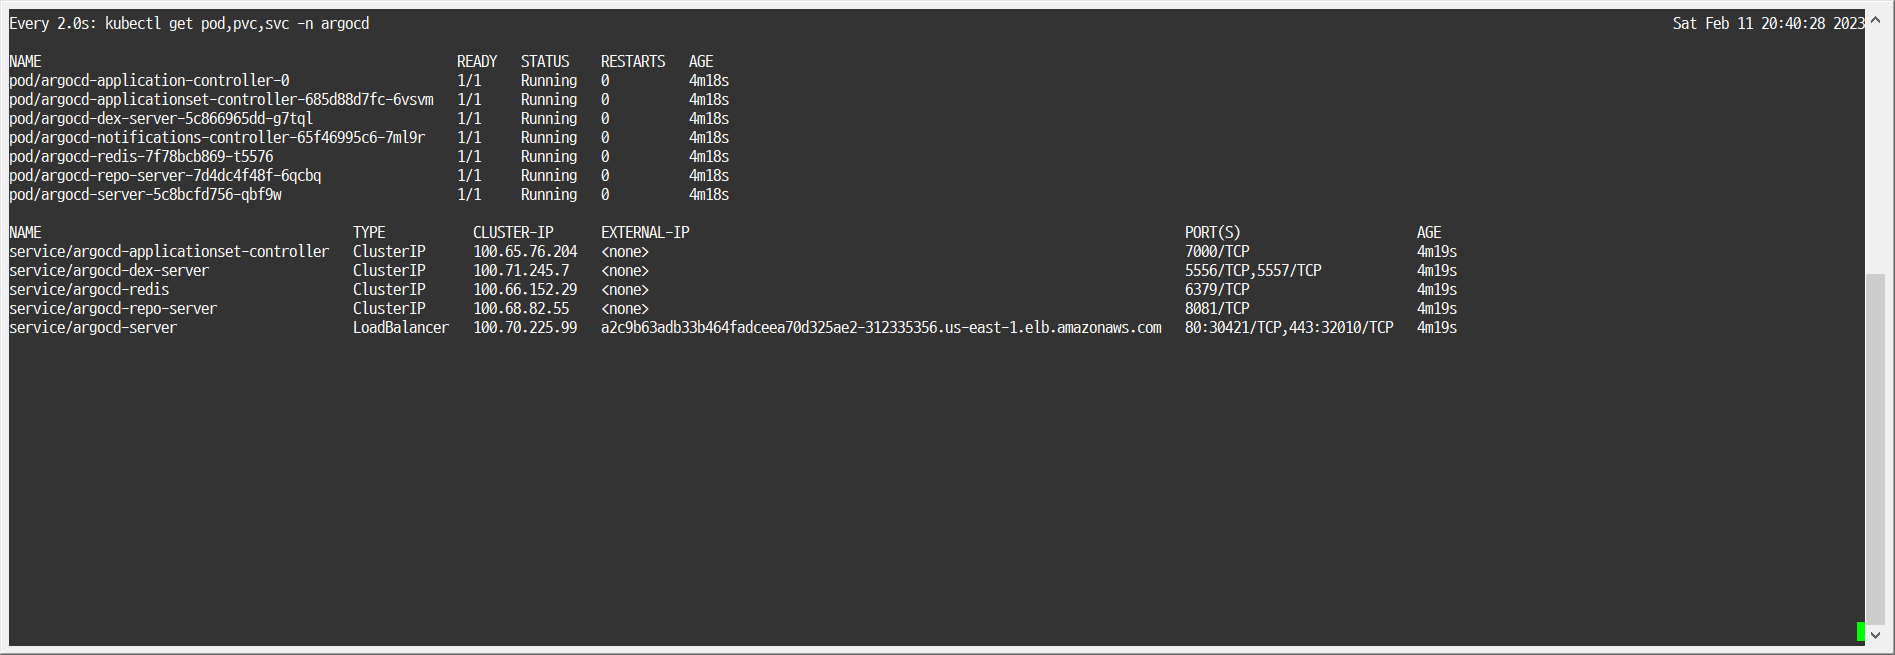 Every 2.0s: kubectl get pod,pvc,svc -n argocd Sat Feb 11 20:40:28 2023
NAME READY STATUS RESTARTS AGE
pod/argocd-application-controller-0 1/1 Running 0 4m18s
pod/argocd-applicationset-controller-685d88d7fc-6vsvm 1/1 Running 0 4m18s
pod/argocd-dex-server-5c866965dd-g7tql 1/1 Running 0 4m18s
pod/argocd-notifications-controller-65f46995c6-7ml9r 1/1 Running 0 4m18s
pod/argocd-redis-7f78bcb869-t5576 1/1 Running 0 4m18s
pod/argocd-repo-server-7d4dc4f48f-6qcbq 1/1 Running 0 4m18s
pod/argocd-server-5c8bcfd756-qbf9w 1/1 Running 0 4m18s
NAME TYPE CLUSTER-IP EXTERNAL-IP PORT(S) AGE
service/argocd-applicationset-controller ClusterIP 100.65.76.204 <none> 7000/TCP 4m19s
service/argocd-dex-server ClusterIP 100.71.245.7 <none> 5556/TCP,5557/TCP 4m19s
service/argocd-redis ClusterIP 100.66.152.29 <none> 6379/TCP 4m19s
service/argocd-repo-server ClusterIP 100.68.82.55 <none> 8081/TCP 4m19s
service/argocd-server LoadBalancer 100.70.225.99 a2c9b63adb33b464fadceea70d325ae2-312335356.us-east-1.elb.amazonaws.com 80:30421/TCP,443:32010/TCP 4m19s